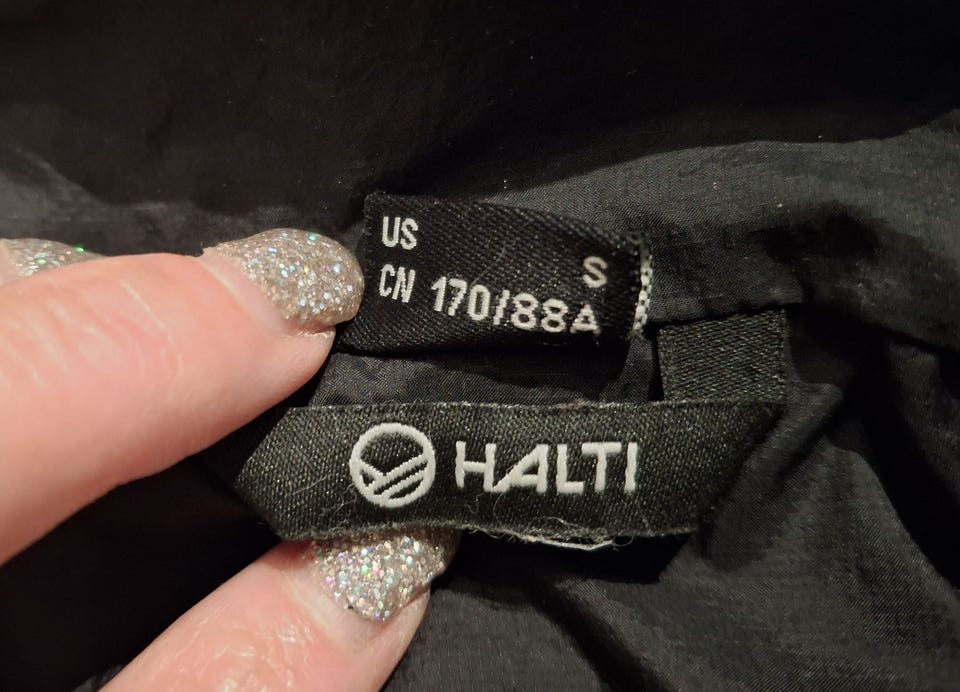 US S
CN 170/88A
HALTI